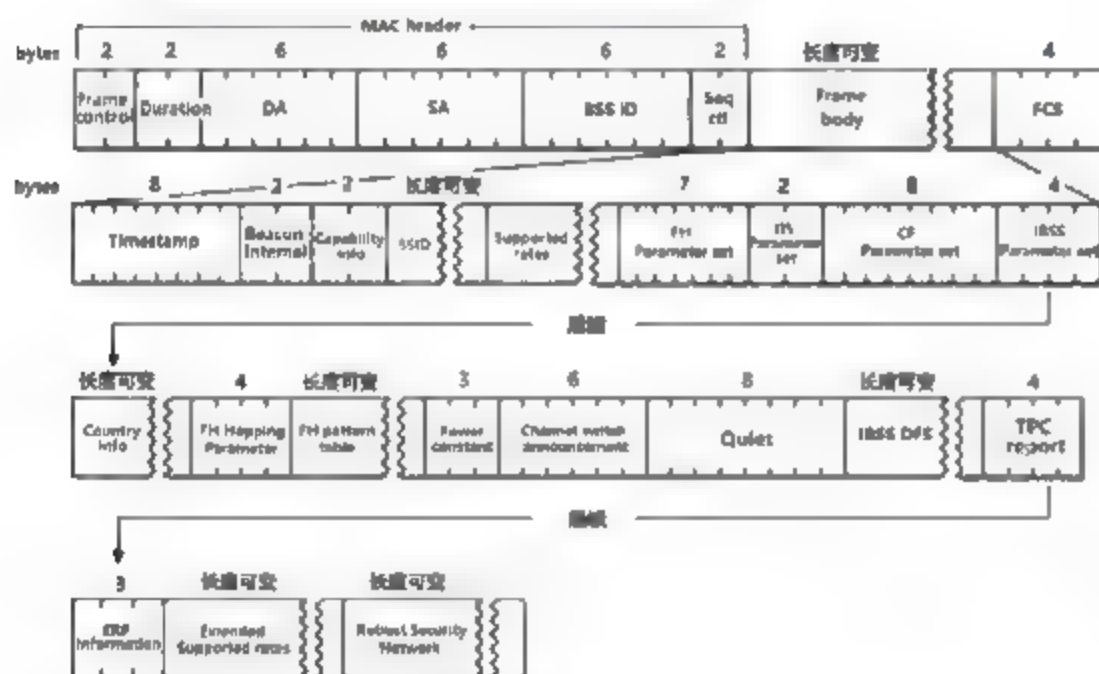 MAC header
bytes 2 2 6 6 6 2 长度可变 4
Frame control Duration DA SA BSS ID Seq ctl Frame body FCS
bytes 8 2 2 长度可变 7 2 8 4
Timestamp Beacon Internal Capability info SSID Supported rates FH Parameter set DS Parameter set CF Parameter set IBSS Parameter set
长度可变 4 长度可变 3 6 8 长度可变 4
Country info FH Hopping Parameter FH pattern table Power constant Channel switch announcement Quiet IBSS DFS TPC report
3 长度可变 长度可变
ERP Information Extended Supported rates Robust Security Network